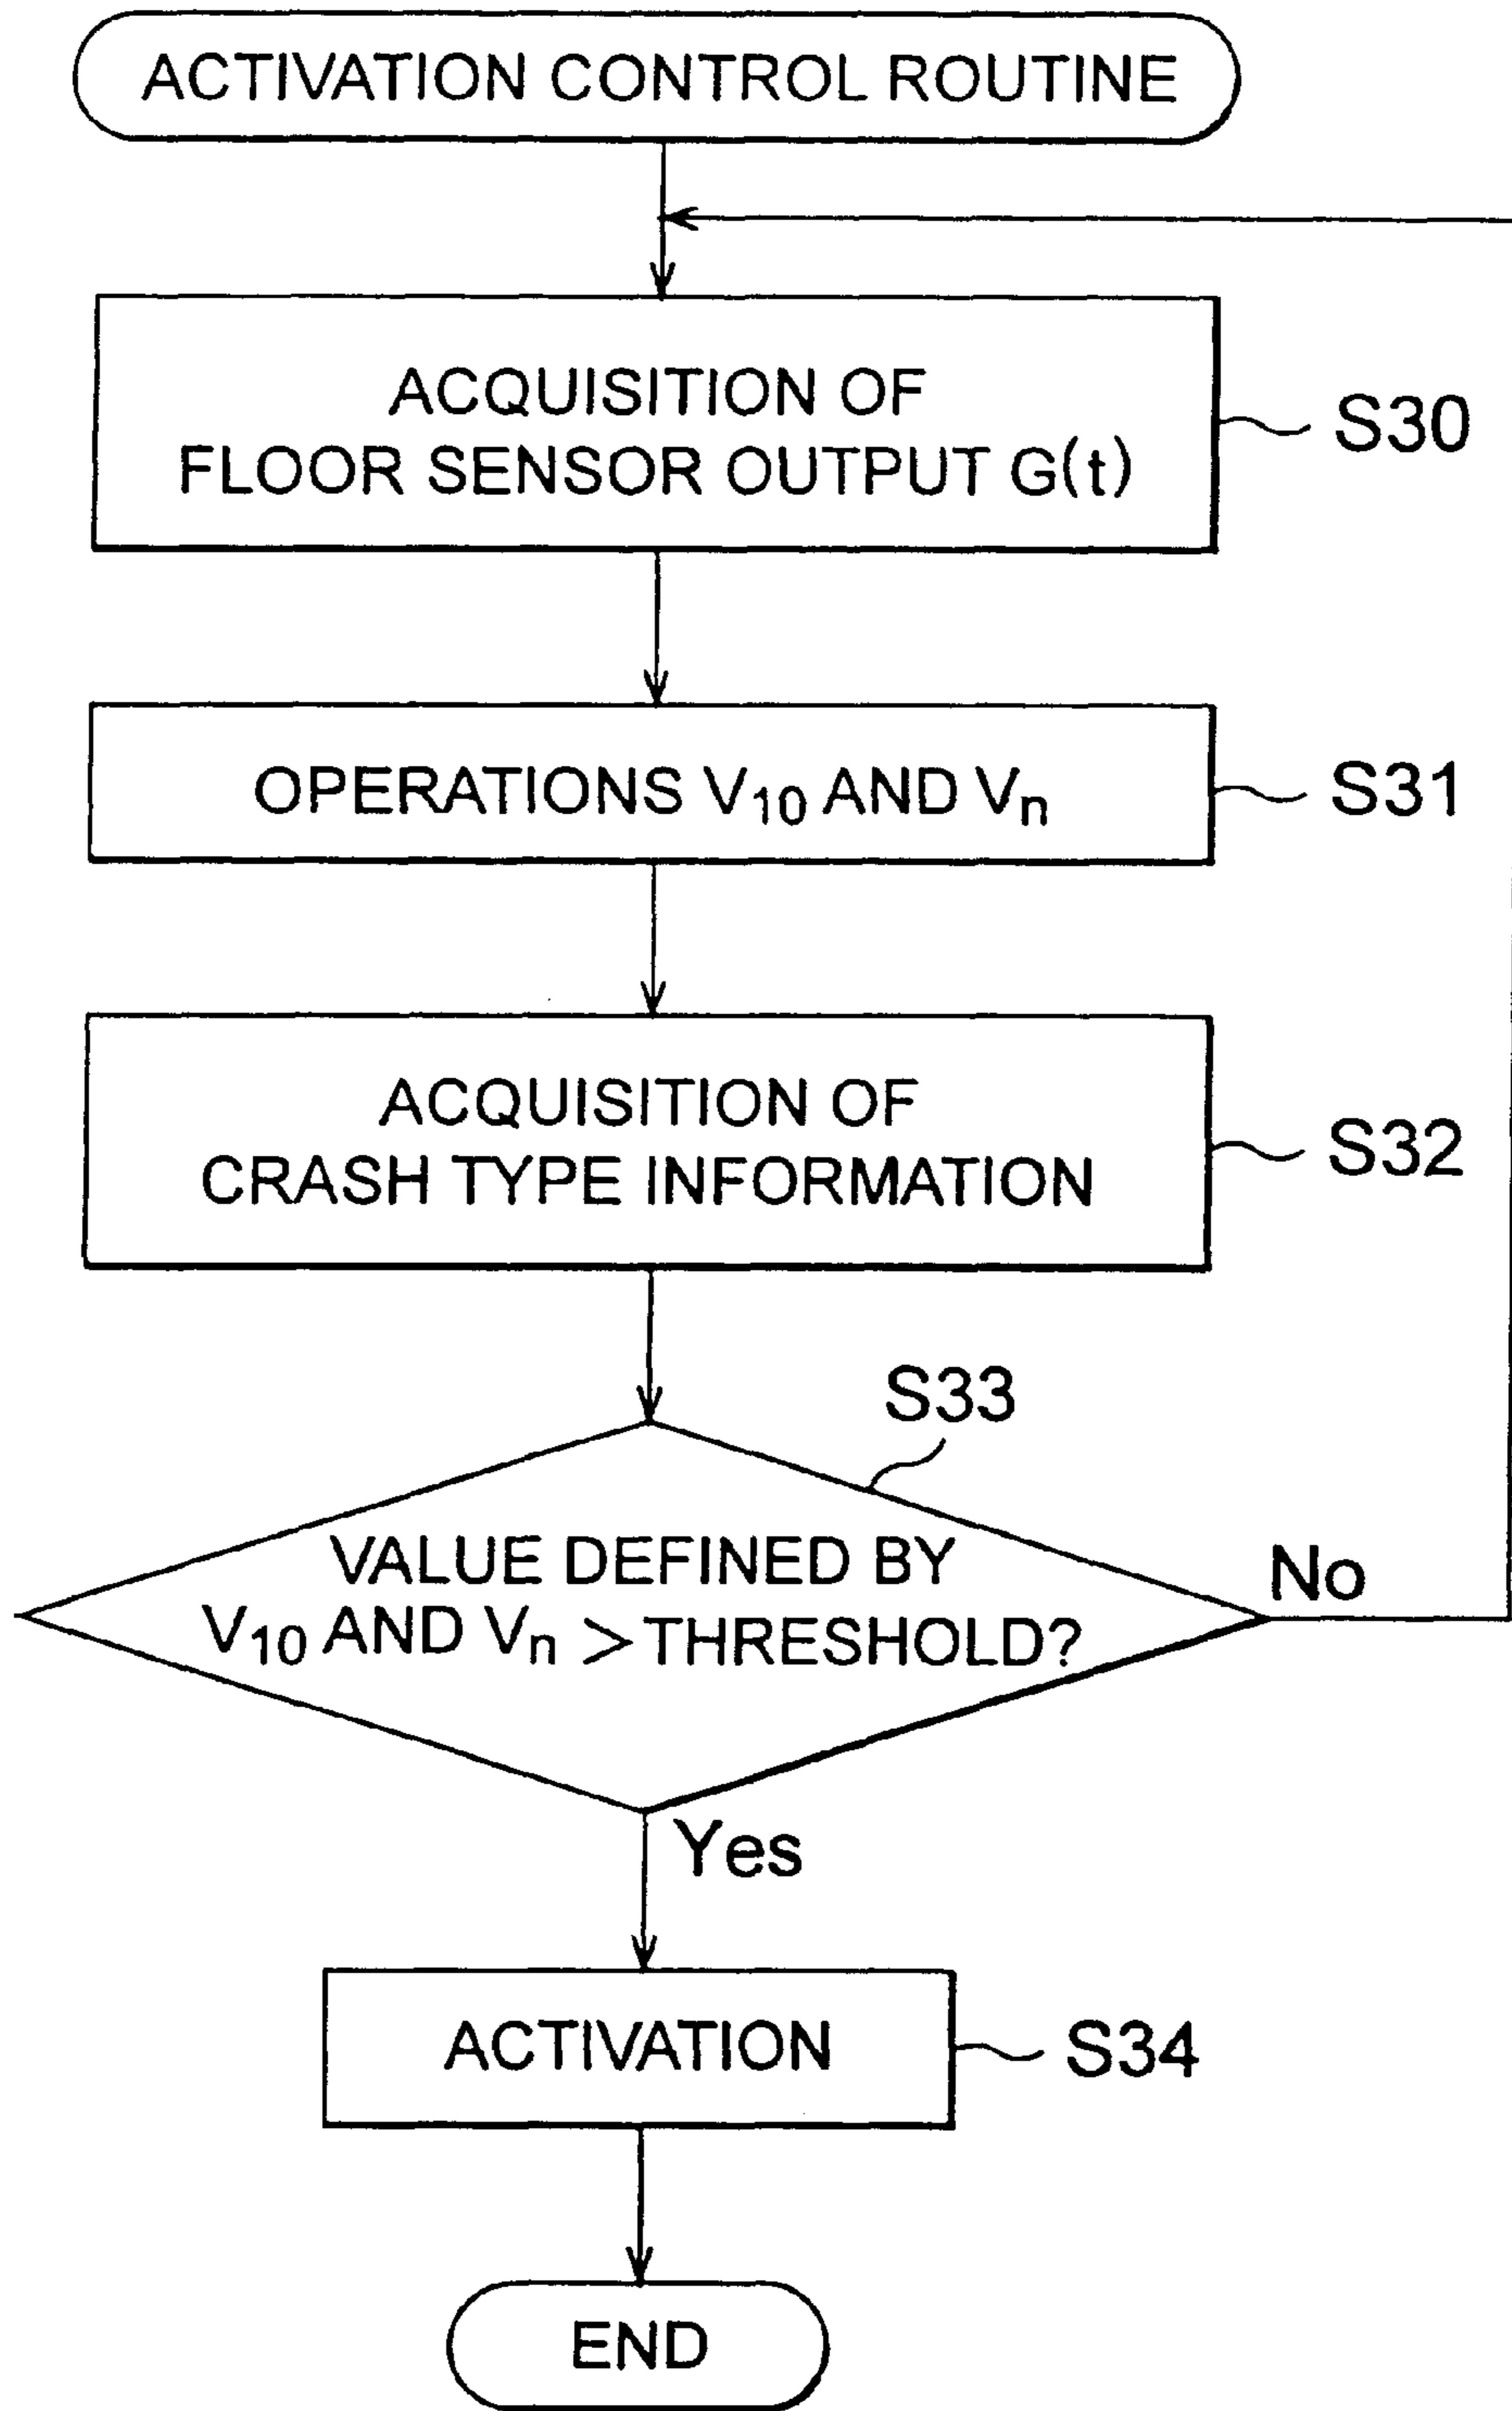 ACTIVATION CONTROL ROUTINE
ACQUISITION OF
FLOOR SENSOR OUTPUT G(t)
S30
OPERATIONS V₁₀ AND Vₙ
S31
ACQUISITION OF
CRASH TYPE INFORMATION
S32
S33
VALUE DEFINED BY
V₁₀ AND Vₙ > THRESHOLD?
No
Yes
ACTIVATION
S34
END